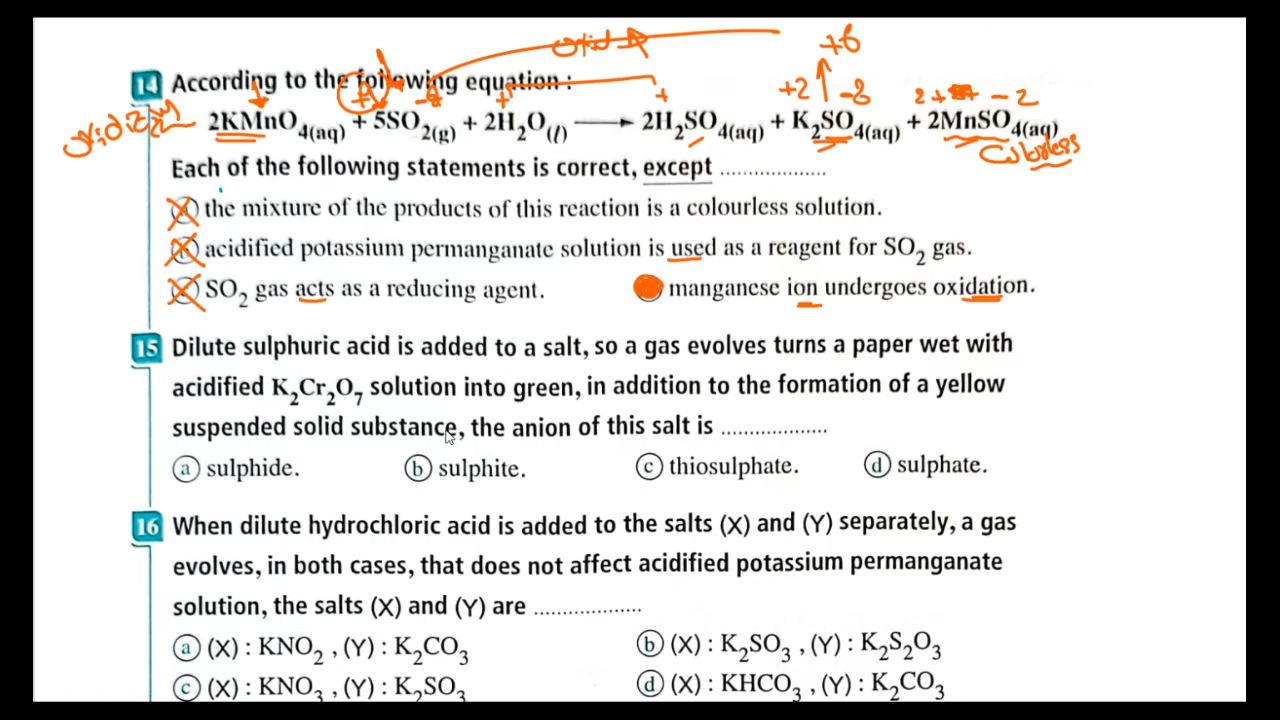 oxid
+6
14 According to the following equation :
+4 + + +2 -8 2+ -2
2KMnO4(aq) + 5SO2(g) + 2H2O(l) ⟶ 2H2SO4(aq) + K2SO4(aq) + 2MnSO4(aq)
Colorless
Each of the following statements is correct, except ..................
the mixture of the products of this reaction is a colourless solution.
acidified potassium permanganate solution is used as a reagent for SO2 gas.
SO2 gas acts as a reducing agent. manganese ion undergoes oxidation.
15 Dilute sulphuric acid is added to a salt, so a gas evolves turns a paper wet with
acidified K2Cr2O7 solution into green, in addition to the formation of a yellow
suspended solid substance, the anion of this salt is ..................
a sulphide. b sulphite. c thiosulphate. d sulphate.
16 When dilute hydrochloric acid is added to the salts (X) and (Y) separately, a gas
evolves, in both cases, that does not affect acidified potassium permanganate
solution, the salts (X) and (Y) are ..................
a (X) : KNO2 , (Y) : K2CO3 b (X) : K2SO3 , (Y) : K2S2O3
c (X) : KNO3 , (Y) : K2SO3 d (X) : KHCO3 , (Y) : K2CO3